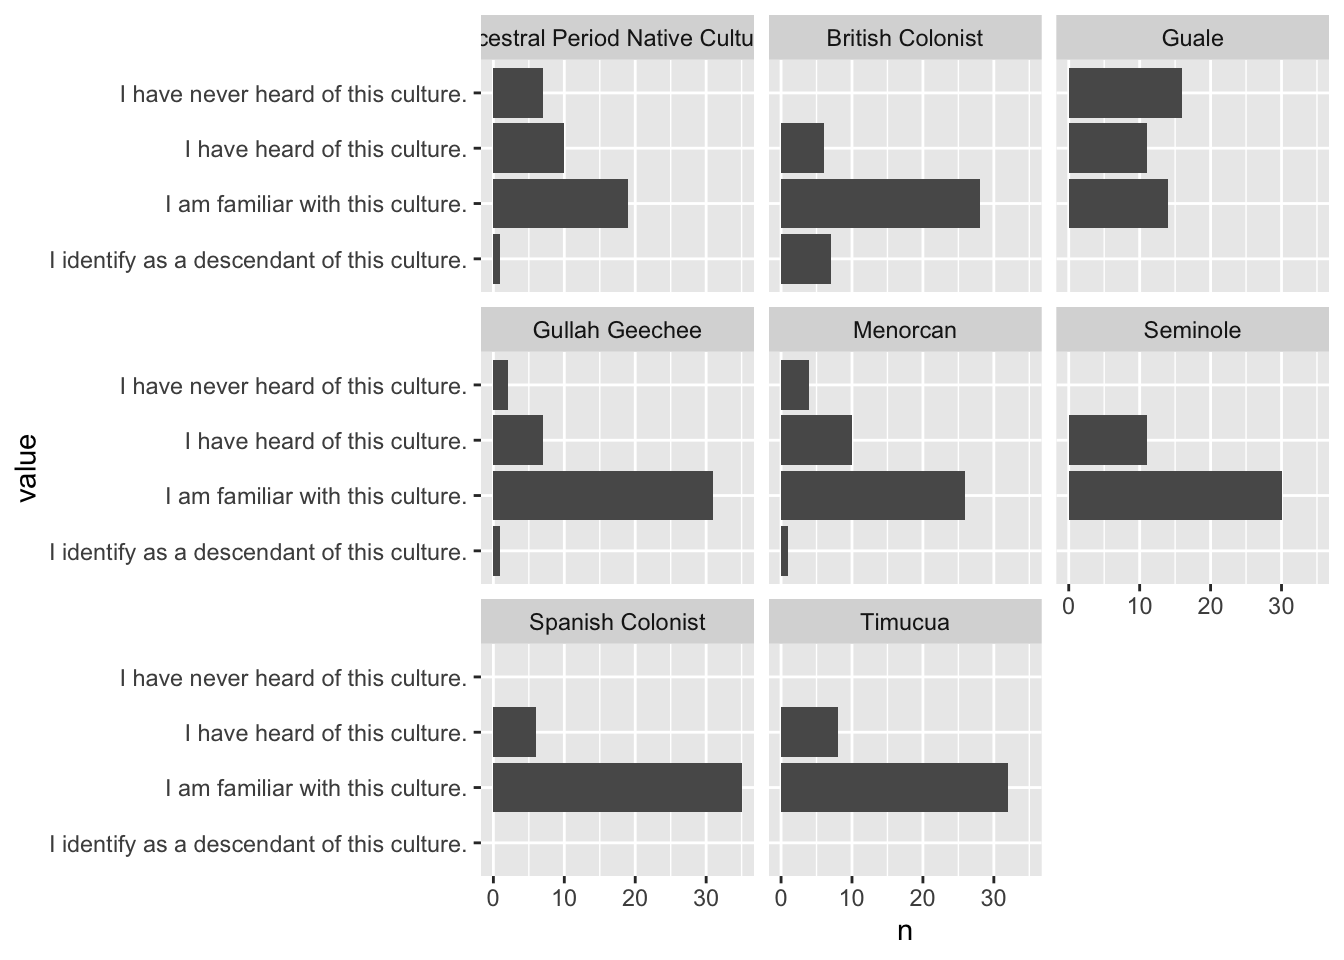 cestral Period Native Cultu
British Colonist
Guale
I have never heard of this culture.
I have heard of this culture.
I am familiar with this culture.
I identify as a descendant of this culture.
Gullah Geechee
Menorcan
Seminole
I have never heard of this culture.
I have heard of this culture.
I am familiar with this culture.
I identify as a descendant of this culture.
0 10 20 30
value
Spanish Colonist
Timucua
I have never heard of this culture.
I have heard of this culture.
I am familiar with this culture.
I identify as a descendant of this culture.
0 10 20 30
0 10 20 30
n